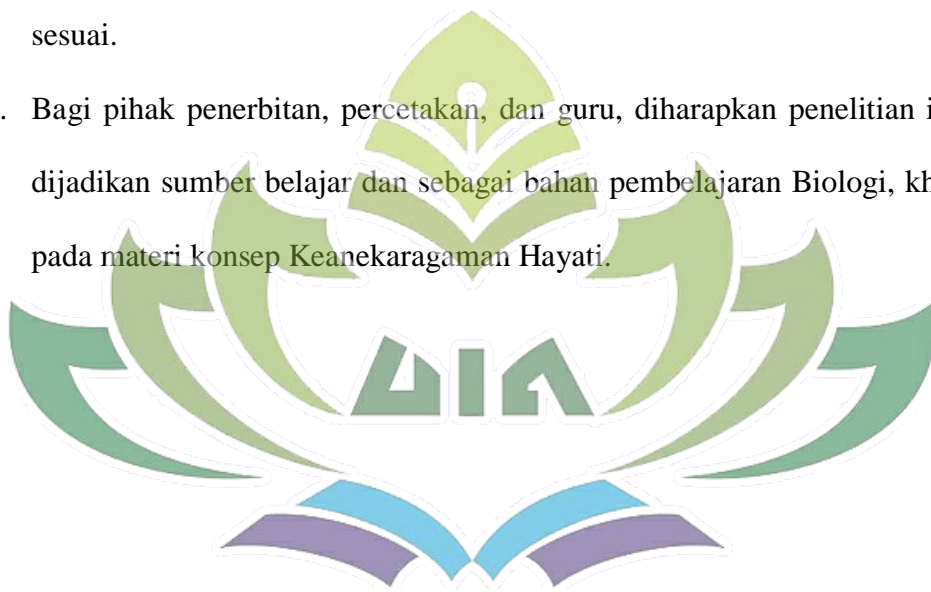 sesuai.
. Bagi pihak penerbitan, percetakan, dan guru, diharapkan penelitian
dijadikan sumber belajar dan sebagai bahan pembelajaran Biologi,
pada materi konsep Keanekaragaman Hayati.
UIN